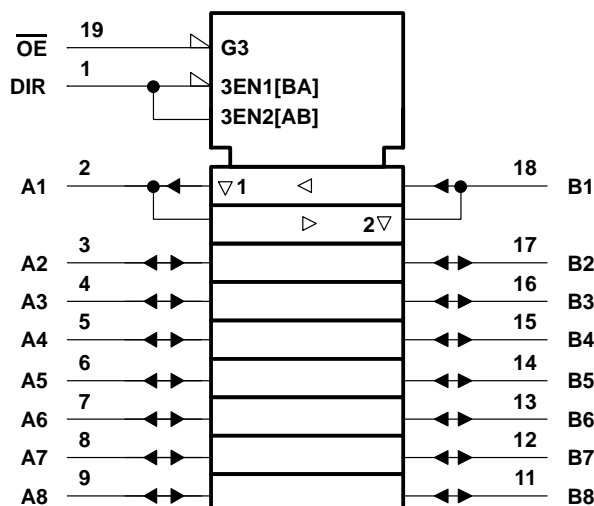 19
OE
G3
1
DIR
3EN1[BA]
3EN2[AB]
2 18
A1 1 B1
2
3 17
A2 B2
4 16
A3 B3
5 15
A4 B4
6 14
A5 B5
7 13
A6 B6
8 12
A7 B7
9 11
A8 B8